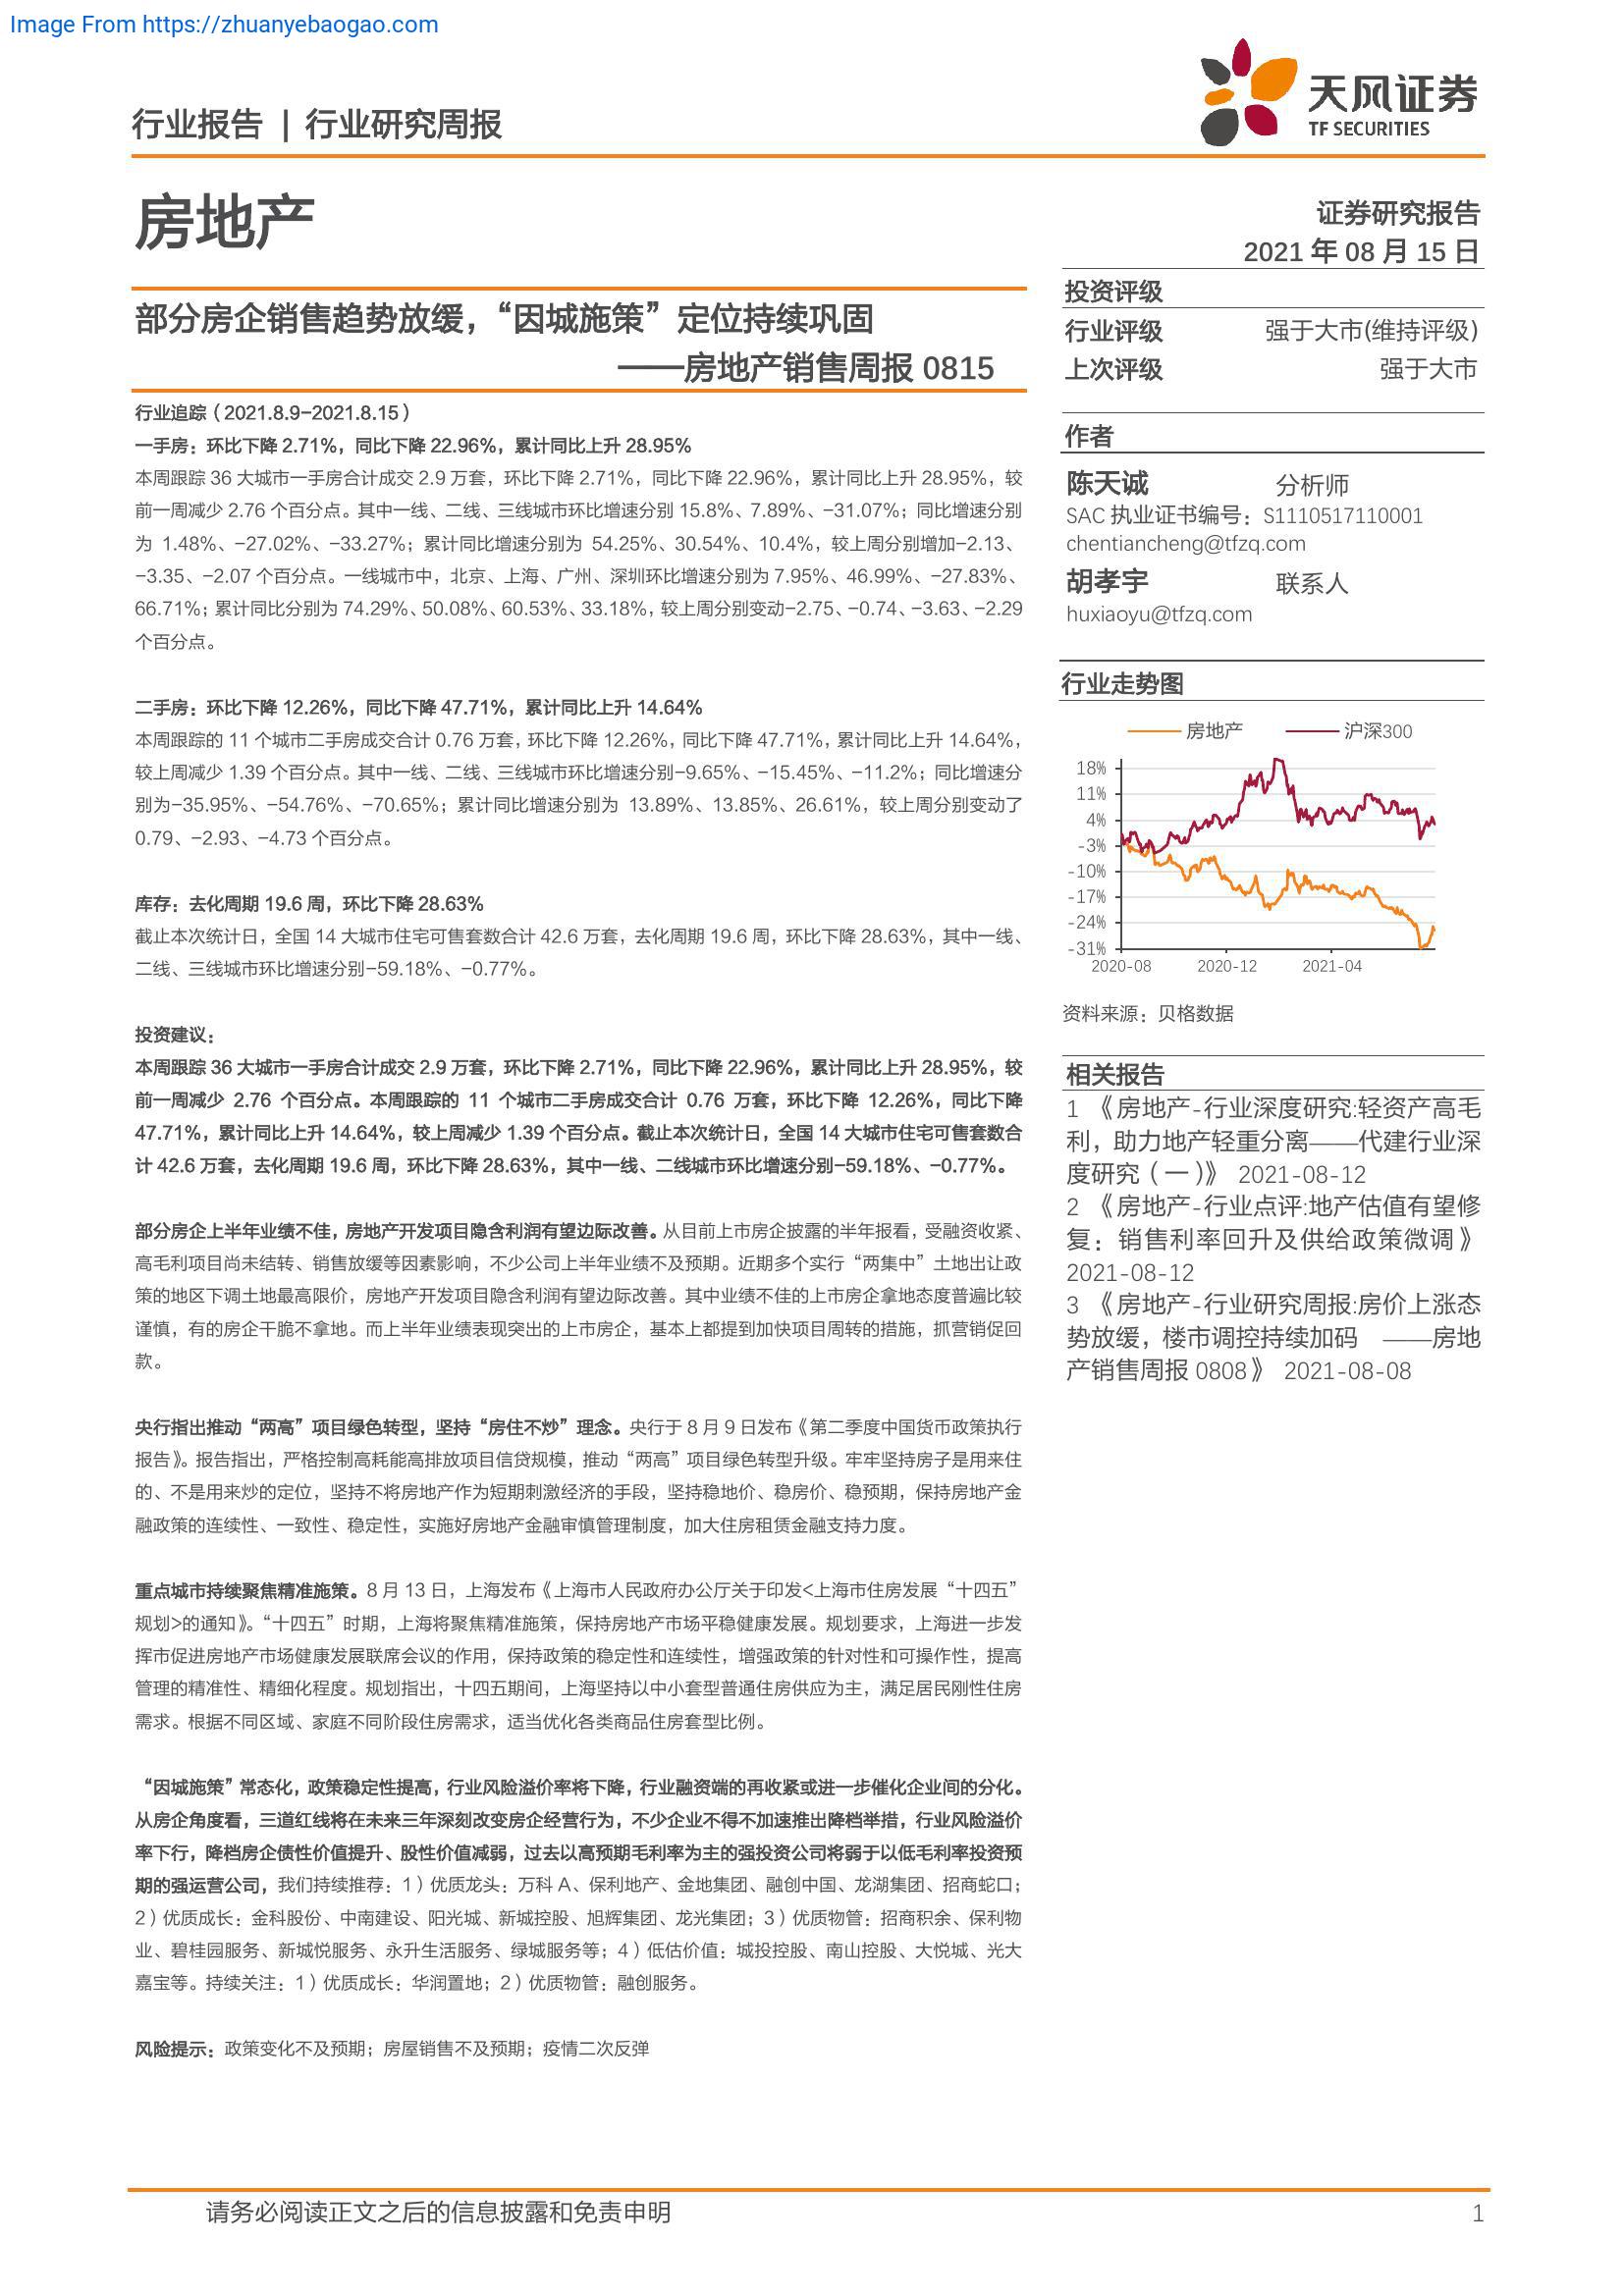 Image From https://zhuanyebaogao.com
行业报告 | 行业研究周报
天风证券
TF SECURITIES
房地产
证券研究报告
2021 年 08 月 15 日
部分房企销售趋势放缓，“因城施策”定位持续巩固
——房地产销售周报 0815
行业追踪（2021.8.9-2021.8.15）
一手房：环比下降 2.71%，同比下降 22.96%，累计同比上升 28.95%
本周跟踪 36 大城市一手房合计成交 2.9 万套，环比下降 2.71%，同比下降 22.96%，累计同比上升 28.95%，较
前一周减少 2.76 个百分点。其中一线、二线、三线城市环比增速分别 15.8%、7.89%、-31.07%；同比增速分别
为 1.48%、-27.02%、-33.27%；累计同比增速分别为 54.25%、30.54%、10.4%，较上周分别增加-2.13、
-3.35、-2.07 个百分点。一线城市中，北京、上海、广州、深圳环比增速分别为 7.95%、46.99%、-27.83%、
66.71%；累计同比分别为 74.29%、50.08%、60.53%、33.18%，较上周分别变动-2.75、-0.74、-3.63、-2.29
个百分点。
二手房：环比下降 12.26%，同比下降 47.71%，累计同比上升 14.64%
本周跟踪的 11 个城市二手房成交合计 0.76 万套，环比下降 12.26%，同比下降 47.71%，累计同比上升 14.64%，
较上周减少 1.39 个百分点。其中一线、二线、三线城市环比增速分别-9.65%、-15.45%、-11.2%；同比增速分
别为-35.95%、-54.76%、-70.65%；累计同比增速分别为 13.89%、13.85%、26.61%，较上周分别变动了
0.79、-2.93、-4.73 个百分点。
库存：去化周期 19.6 周，环比下降 28.63%
截止本次统计日，全国 14 大城市住宅可售套数合计 42.6 万套，去化周期 19.6 周，环比下降 28.63%，其中一线、
二线、三线城市环比增速分别-59.18%、-0.77%。
投资建议：
本周跟踪 36 大城市一手房合计成交 2.9 万套，环比下降 2.71%，同比下降 22.96%，累计同比上升 28.95%，较
前一周减少 2.76 个百分点。本周跟踪的 11 个城市二手房成交合计 0.76 万套，环比下降 12.26%，同比下降
47.71%，累计同比上升 14.64%，较上周减少 1.39 个百分点。截止本次统计日，全国 14 大城市住宅可售套数合
计 42.6 万套，去化周期 19.6 周，环比下降 28.63%，其中一线、二线城市环比增速分别-59.18%、-0.77%。
部分房企上半年业绩不佳，房地产开发项目隐含利润有望边际改善。从目前上市房企披露的半年报看，受融资收紧、
高毛利项目尚未结转、销售放缓等因素影响，不少公司上半年业绩不及预期。近期多个实行“两集中”土地出让政
策的地区下调土地最高限价，房地产开发项目隐含利润有望边际改善。其中业绩不佳的上市房企拿地态度普遍比较
谨慎，有的房企干脆不拿地。而上半年业绩表现突出的上市房企，基本上都提到加快项目周转的措施，抓营销促回
款。
央行指出推动“两高”项目绿色转型，坚持“房住不炒”理念。央行于 8 月 9 日发布《第二季度中国货币政策执行
报告》。报告指出，严格控制高耗能高排放项目信贷规模，推动“两高”项目绿色转型升级。牢牢坚持房子是用来住
的、不是用来炒的定位，坚持不将房地产作为短期刺激经济的手段，坚持稳地价、稳房价、稳预期，保持房地产金
融政策的连续性、一致性、稳定性，实施好房地产金融审慎管理制度，加大住房租赁金融支持力度。
重点城市持续聚焦精准施策。8 月 13 日，上海发布《上海市人民政府办公厅关于印发<上海市住房发展“十四五”
规划>的通知》。“十四五”时期，上海将聚焦精准施策，保持房地产市场平稳健康发展。规划要求，上海进一步发
挥市促进房地产市场健康发展联席会议的作用，保持政策的稳定性和连续性，增强政策的针对性和可操作性，提高
管理的精准性、精细化程度。规划指出，十四五期间，上海坚持以中小套型普通住房供应为主，满足居民刚性住房
需求。根据不同区域、家庭不同阶段住房需求，适当优化各类商品住房套型比例。
“因城施策”常态化，政策稳定性提高，行业风险溢价率将下降，行业融资端的再收紧或进一步催化企业间的分化。
从房企角度看，三道红线将在未来三年深刻改变房企经营行为，不少企业不得不加速推出降档举措，行业风险溢价
率下行，降档房企债性价值提升、股性价值减弱，过去以高预期毛利率为主的强投资公司将弱于以低毛利率投资预
期的强运营公司，我们持续推荐：1）优质龙头：万科 A、保利地产、金地集团、融创中国、龙湖集团、招商蛇口；
2）优质成长：金科股份、中南建设、阳光城、新城控股、旭辉集团、龙光集团；3）优质物管：招商积余、保利物
业、碧桂园服务、新城悦服务、永升生活服务、绿城服务等；4）低估价值：城投控股、南山控股、大悦城、光大
嘉宝等。持续关注：1）优质成长：华润置地；2）优质物管：融创服务。
风险提示：政策变化不及预期；房屋销售不及预期；疫情二次反弹
投资评级
行业评级 强于大市(维持评级)
上次评级 强于大市
作者
陈天诚 分析师
SAC 执业证书编号：S1110517110001
chentiancheng@tfzq.com
胡孝宇 联系人
huxiaoyu@tfzq.com
行业走势图
房地产 沪深300
18%
11%
4%
-3%
-10%
-17%
-24%
-31%
2020-08 2020-12 2021-04
资料来源：贝格数据
相关报告
1 《房地产-行业深度研究:轻资产高毛
利，助力地产轻重分离——代建行业深
度研究（一）》 2021-08-12
2 《房地产-行业点评:地产估值有望修
复：销售利率回升及供给政策微调》
2021-08-12
3 《房地产-行业研究周报:房价上涨态
势放缓，楼市调控持续加码 ——房地
产销售周报 0808》 2021-08-08
请务必阅读正文之后的信息披露和免责申明 1